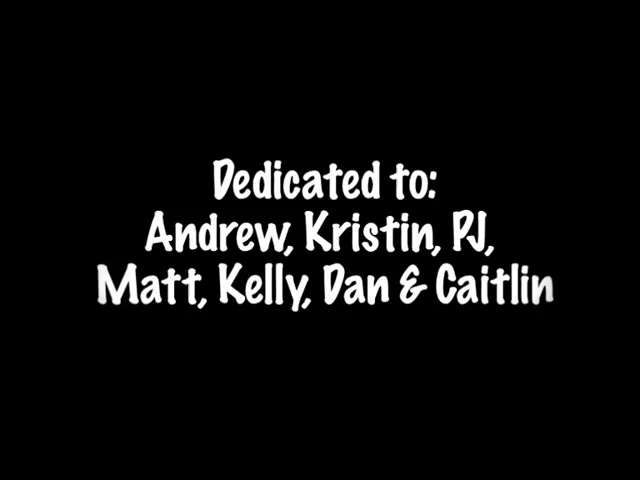 Dedicated to:
Andrew, Kristin, PJ,
Matt, Kelly, Dan & Caitlin